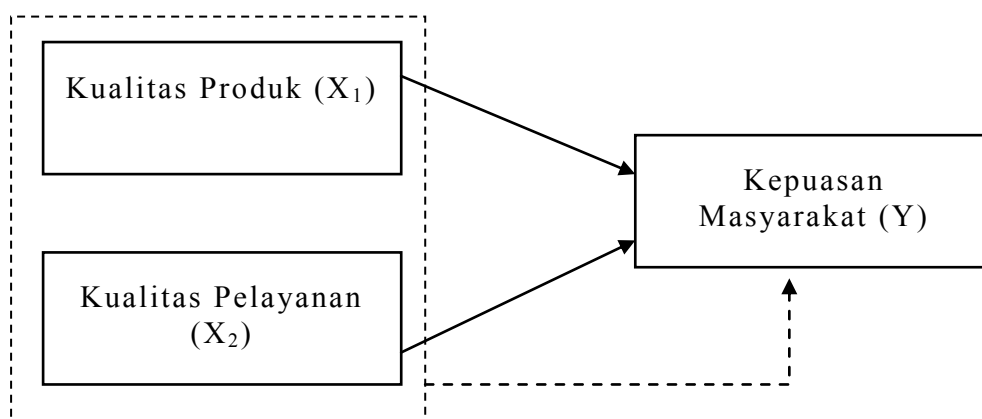 Kualitas Produk (X₁)
Kualitas Pelayanan
(X₂)
Kepuasan
Masyarakat (Y)